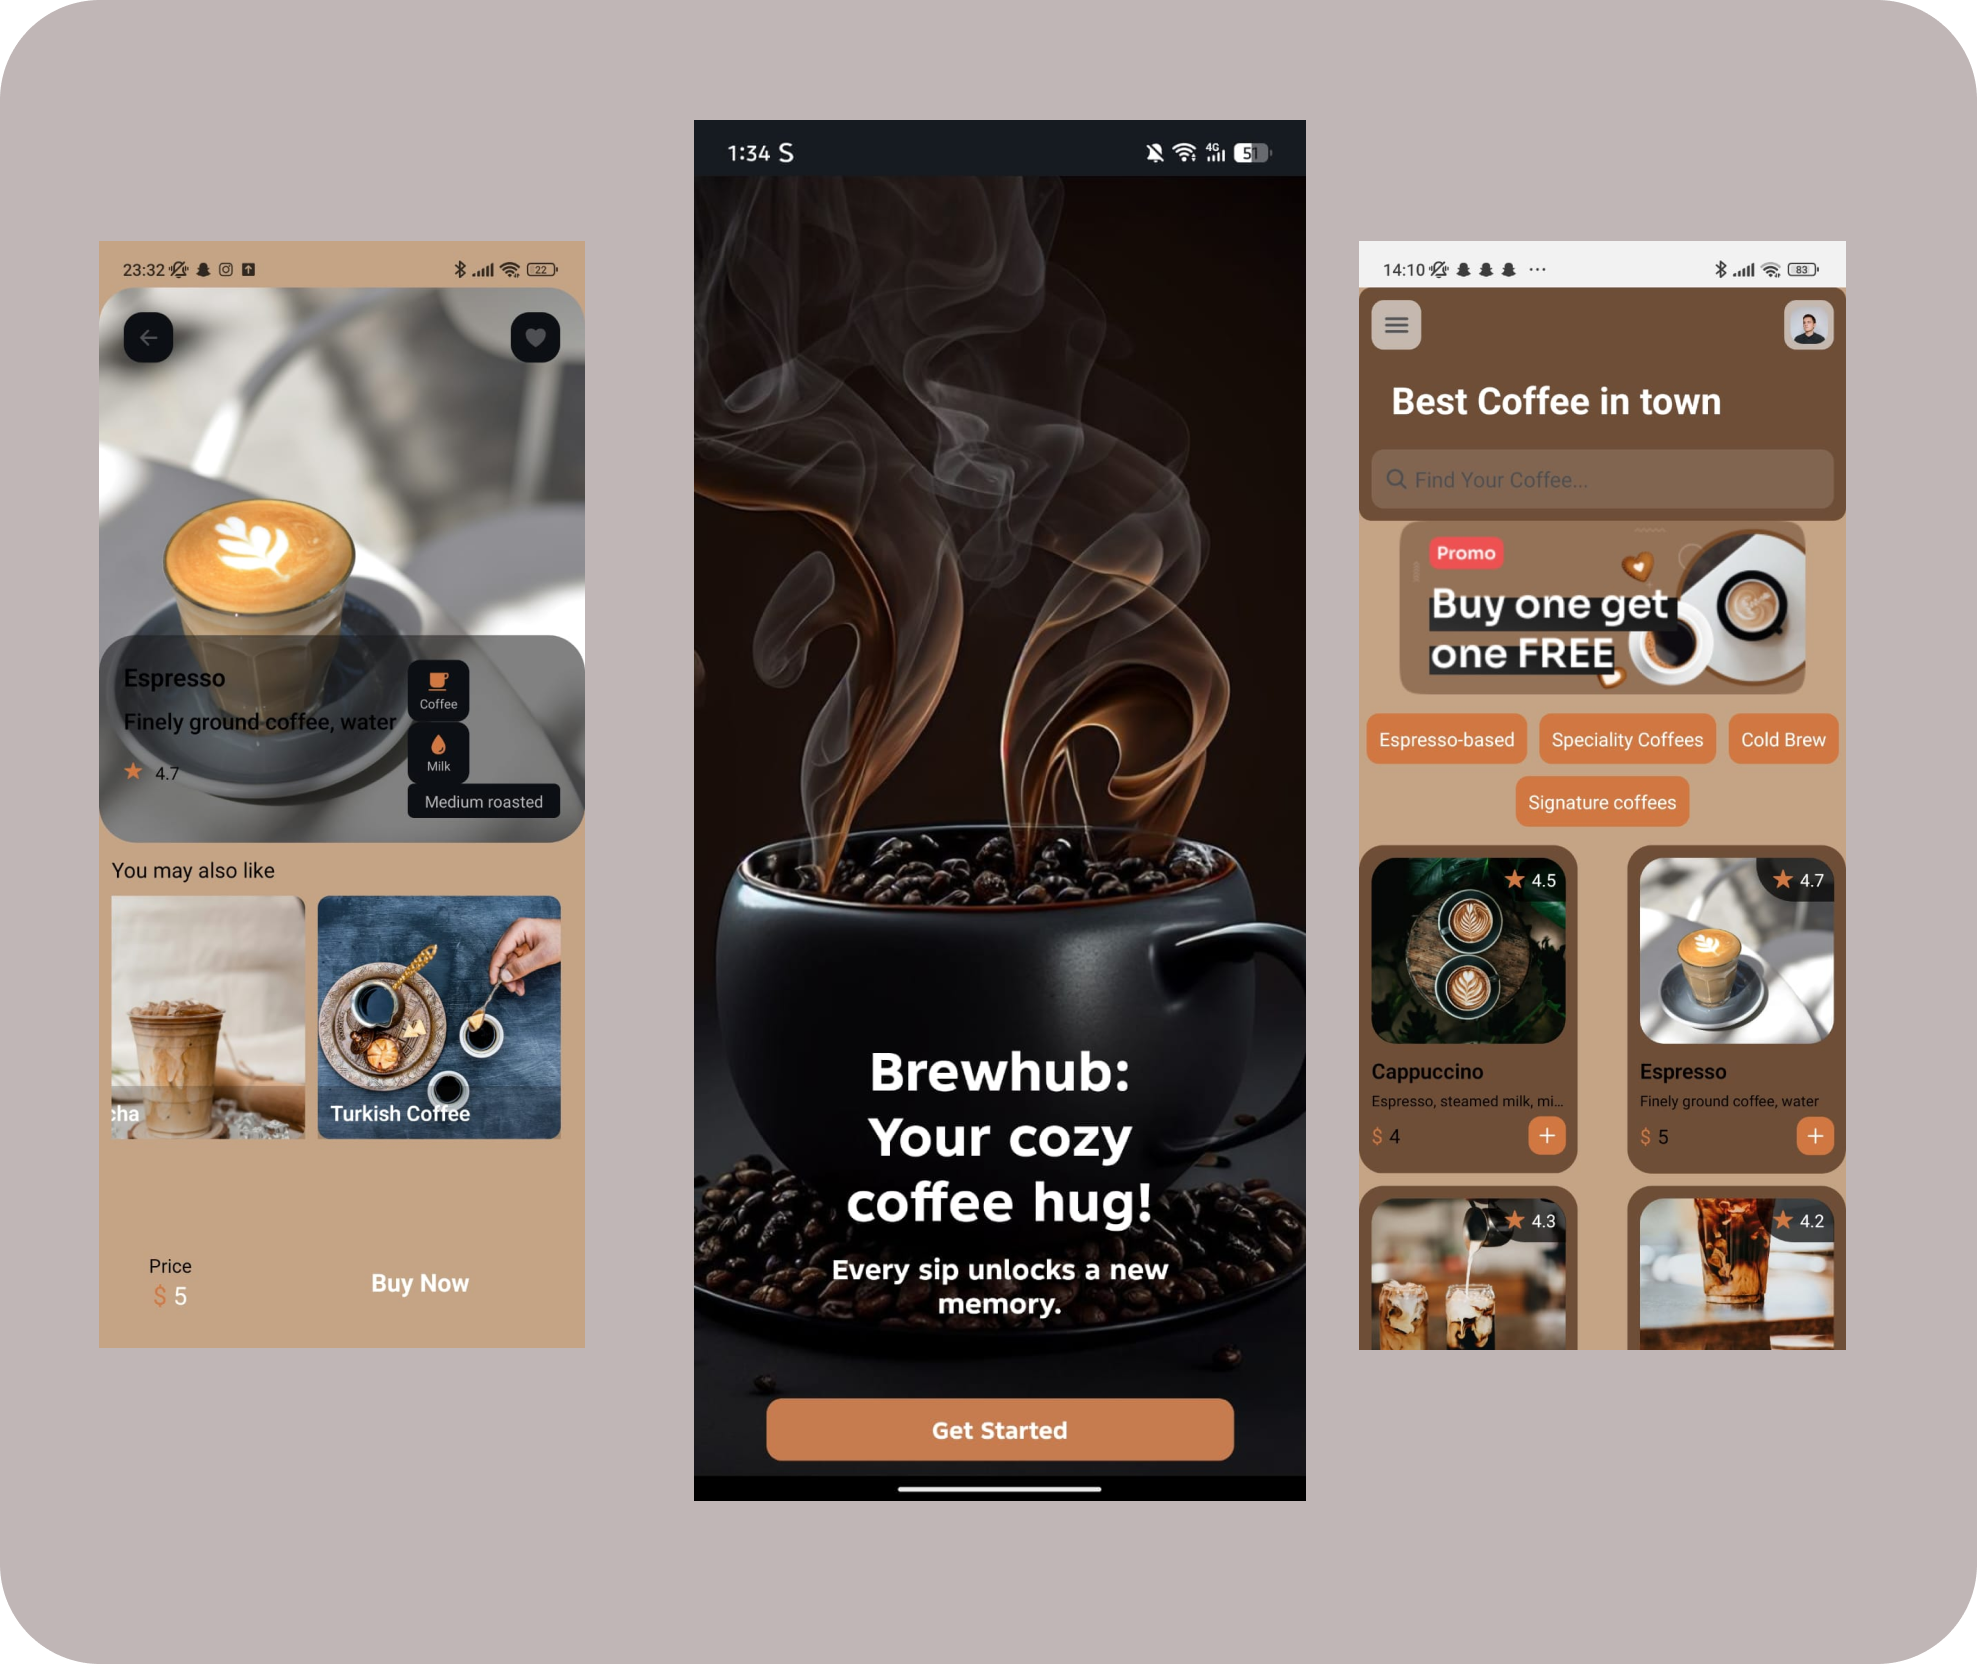 23:32
22
Espresso
Finely ground coffee, water
4.7
Coffee
Milk
Medium roasted
You may also like
cha
Turkish Coffee
Price
$ 5
Buy Now
1:34 S
4G
51
Brewhub:
Your cozy
coffee hug!
Every sip unlocks a new
memory.
Get Started
14:10
...
83
Best Coffee in town
Find Your Coffee...
Promo
Buy one get
one FREE
Espresso-based
Speciality Coffees
Cold Brew
Signature coffees
4.5
4.7
Cappuccino
Espresso
Espresso, steamed milk, mi...
Finely ground coffee, water
$ 4
+
$ 5
+
4.3
4.2